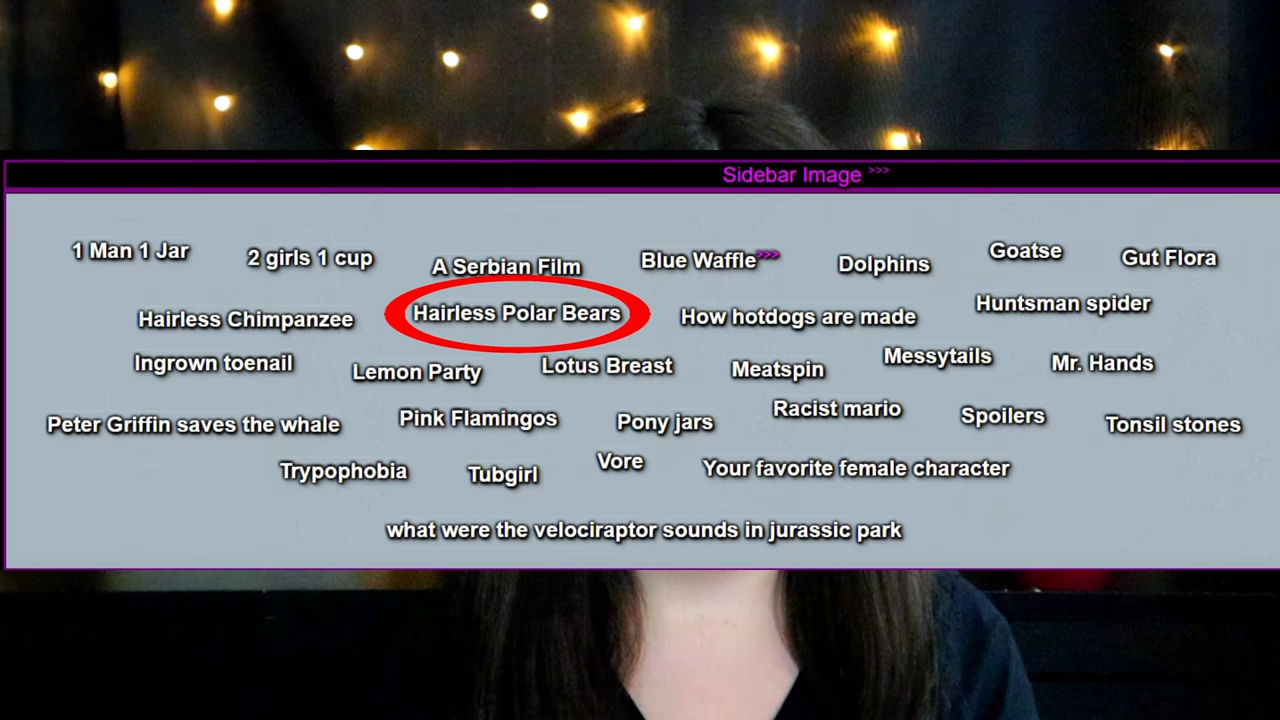 Sidebar Image >>>
1 Man 1 Jar 2 girls 1 cup A Serbian Film Blue Waffle>>> Dolphins Goatse Gut Flora
Hairless Chimpanzee Hairless Polar Bears How hotdogs are made Huntsman spider
Ingrown toenail Lemon Party Lotus Breast Meatspin Messytails Mr. Hands
Peter Griffin saves the whale Pink Flamingos Pony jars Racist mario Spoilers Tonsil stones
Trypophobia Tubgirl Vore Your favorite female character
what were the velociraptor sounds in jurassic park